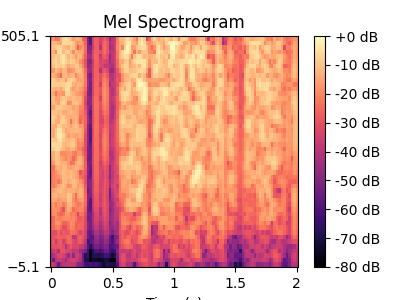 Mel Spectrogram
505.1
−5.1
0
0.5
1
1.5
2
+0 dB
-10 dB
-20 dB
-30 dB
-40 dB
-50 dB
-60 dB
-70 dB
-80 dB